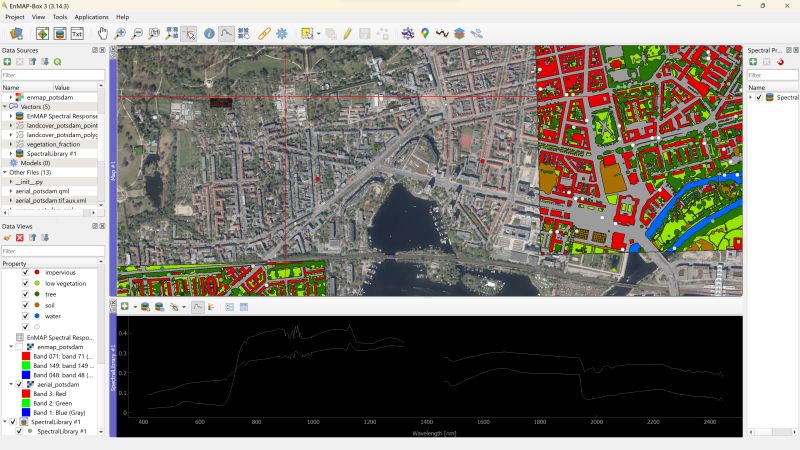 EnMAP-Box 3 (3.14.3)
Project View Tools Applications Help
Txt
Data Sources
Filter
Name Value
enmap_potsdam
Vectors (5)
EnMAP Spectral Response
landcover_potsdam_point
landcover_potsdam_polyg
vegetation_fraction
SpectralLibrary #1
Models (0)
Other Files (13)
__init__.py
aerial_potsdam.qml
aerial_potsdam.tif.aux.xml
Data Views
Filter
Property
impervious
low vegetation
tree
soil
water
EnMAP Spectral Respo...
enmap_potsdam
Band 071: band 71 (...
Band 149: band 149 ...
Band 048: band 48 (...
aerial_potsdam
Band 3: Red
Band 2: Green
Band 1: Blue (Gray)
SpectralLibrary #1
SpectralLibrary #1
Map #1
SpectralLibrary #1
0.4
0.3
0.2
0.1
0
400 600 800 1000 1200 1400 1600 1800 2000 2200 2400
Wavelength [nm]
Spectral Pr...
Filter
Name
Spectral